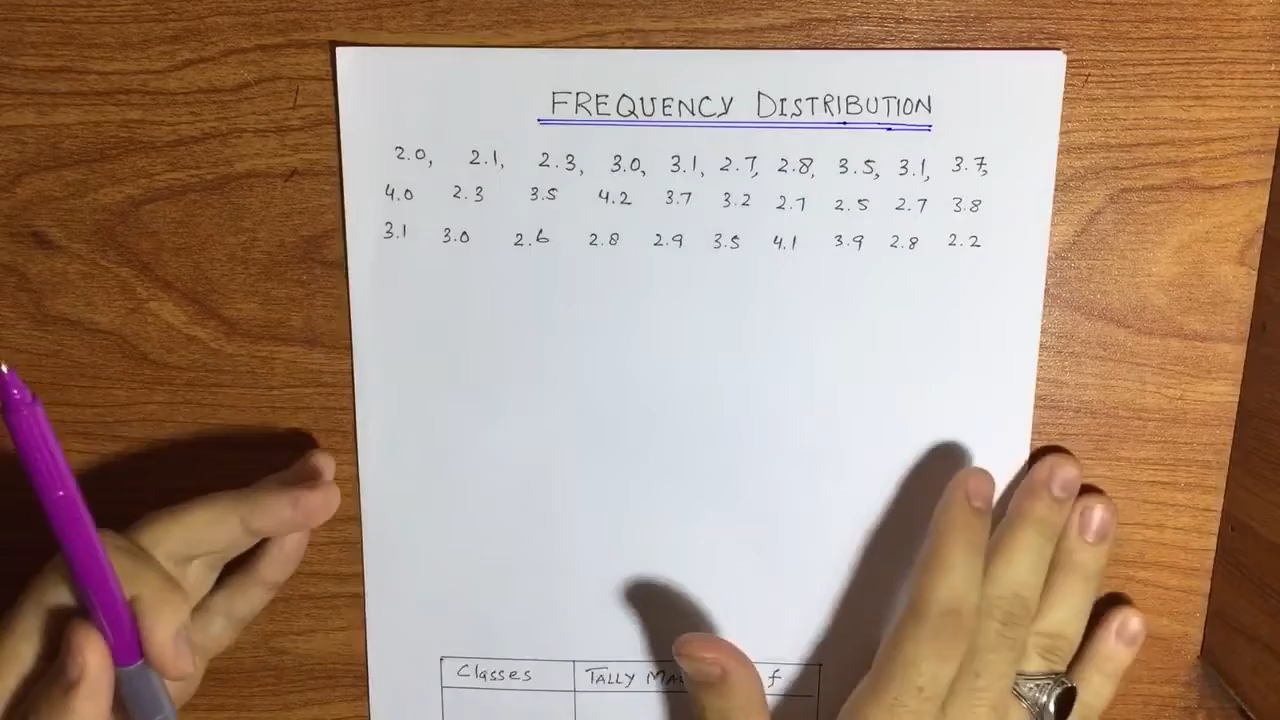 FREQUENCY DISTRIBUTION
2.0, 2.1, 2.3, 3.0, 3.1, 2.7, 2.8, 3.5, 3.1, 3.7,
4.0 2.3 3.5 4.2 3.7 3.2 2.7 2.5 2.7 3.8
3.1 3.0 2.6 2.8 2.9 3.5 4.1 3.9 2.8 2.2
Classes TALLY f